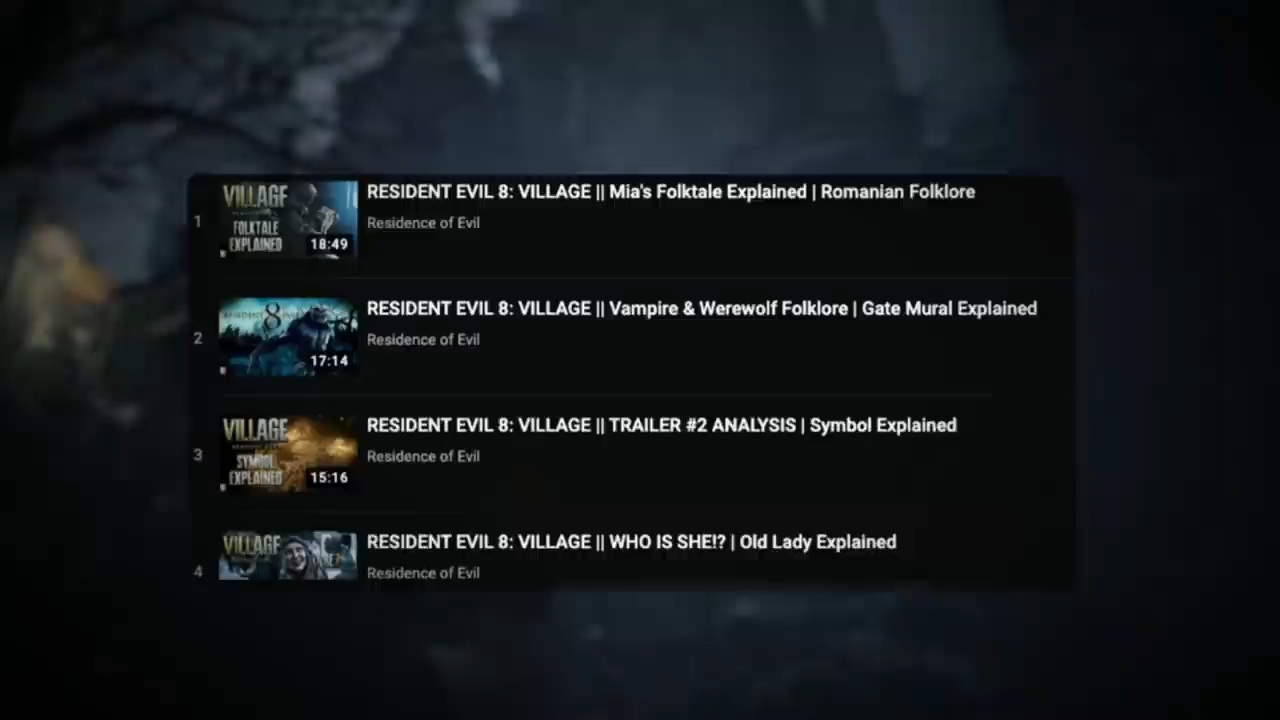 1
VILLAGE
FOLKTALE
EXPLAINED
18:49
RESIDENT EVIL 8: VILLAGE || Mia's Folktale Explained | Romanian Folklore
Residence of Evil
2
8
17:14
RESIDENT EVIL 8: VILLAGE || Vampire & Werewolf Folklore | Gate Mural Explained
Residence of Evil
3
VILLAGE
SYMBOL
EXPLAINED
15:16
RESIDENT EVIL 8: VILLAGE || TRAILER #2 ANALYSIS | Symbol Explained
Residence of Evil
4
VILLAGE
RESIDENT EVIL 8: VILLAGE || WHO IS SHE!? | Old Lady Explained
Residence of Evil